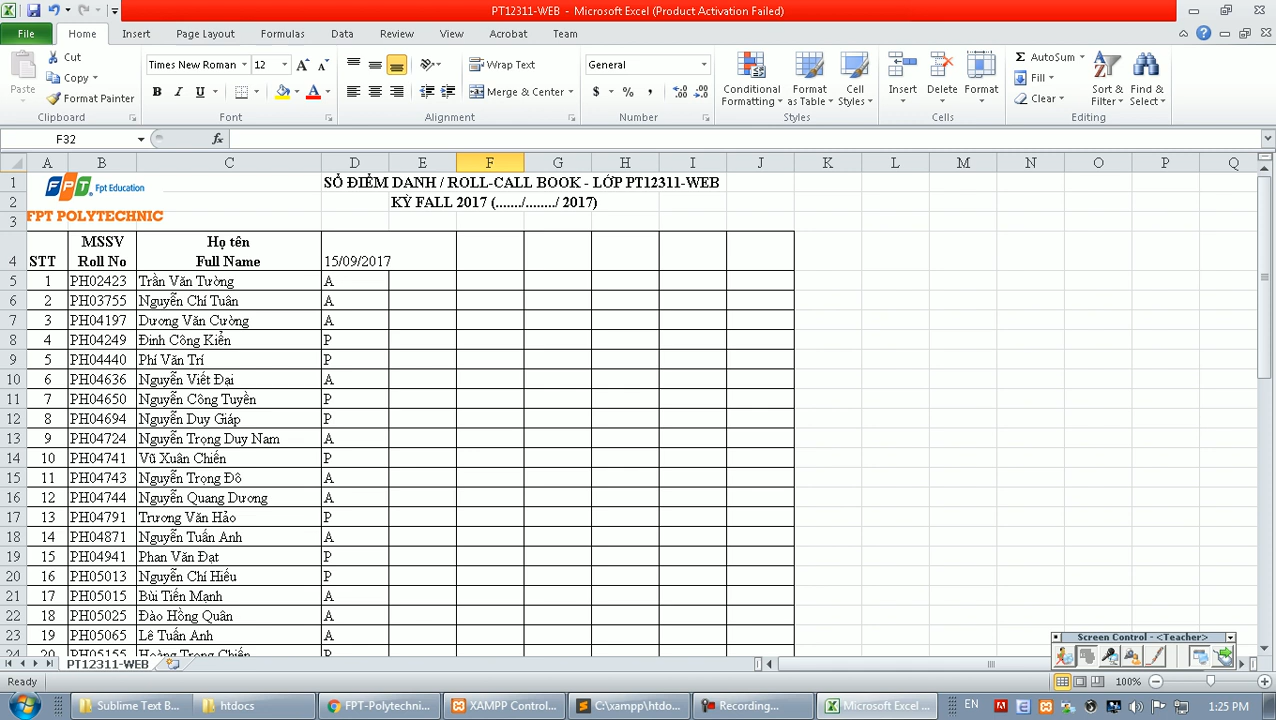 PT12311-WEB - Microsoft Excel (Product Activation Failed)
File Home Insert Page Layout Formulas Data Review View Acrobat Team
Paste
Cut
Copy
Format Painter
Clipboard
Times New Roman 12
B I U A
Font
Wrap Text
Merge & Center
Alignment
General
$ % ,
Number
Conditional Formatting
Format as Table
Cell Styles
Styles
Insert Delete Format
Cells
Σ AutoSum
Fill
Clear
Sort & Filter
Find & Select
Editing
F32 fx
A B C D E F G H I J K L M N O P Q
1 FPT Fpt Education SỔ ĐIỂM DANH / ROLL-CALL BOOK - LỚP PT12311-WEB
2 KỲ FALL 2017 (......./......../ 2017)
FPT POLYTECHNIC
3
4 STT MSSV Roll No Họ tên Full Name 15/09/2017
5 1 PH02423 Trần Văn Tường A
6 2 PH03755 Nguyễn Chí Tuân A
7 3 PH04197 Dương Văn Cường A
8 4 PH04249 Đinh Công Kiển P
9 5 PH04440 Phí Văn Trí P
10 6 PH04636 Nguyễn Viết Đại A
11 7 PH04650 Nguyễn Công Tuyền P
12 8 PH04694 Nguyễn Duy Giáp P
13 9 PH04724 Nguyễn Trọng Duy Nam A
14 10 PH04741 Vũ Xuân Chiến P
15 11 PH04743 Nguyễn Trọng Đô A
16 12 PH04744 Nguyễn Quang Dương A
17 13 PH04791 Trương Văn Hảo P
18 14 PH04871 Nguyễn Tuấn Anh A
19 15 PH04941 Phan Văn Đạt P
20 16 PH05013 Nguyễn Chí Hiếu P
21 17 PH05015 Bùi Tiến Mạnh A
22 18 PH05025 Đào Hồng Quân A
23 19 PH05065 Lê Tuấn Anh A
24 20 PH05155 Hoàng Trọng Chiến P
Screen Control - <Teacher>
PT12311-WEB
Ready 100%
Sublime Text B... htdocs FPT-Polytechni... XAMPP Control... C:\xampp\htdo... Recording... Microsoft Excel ... EN 1:25 PM